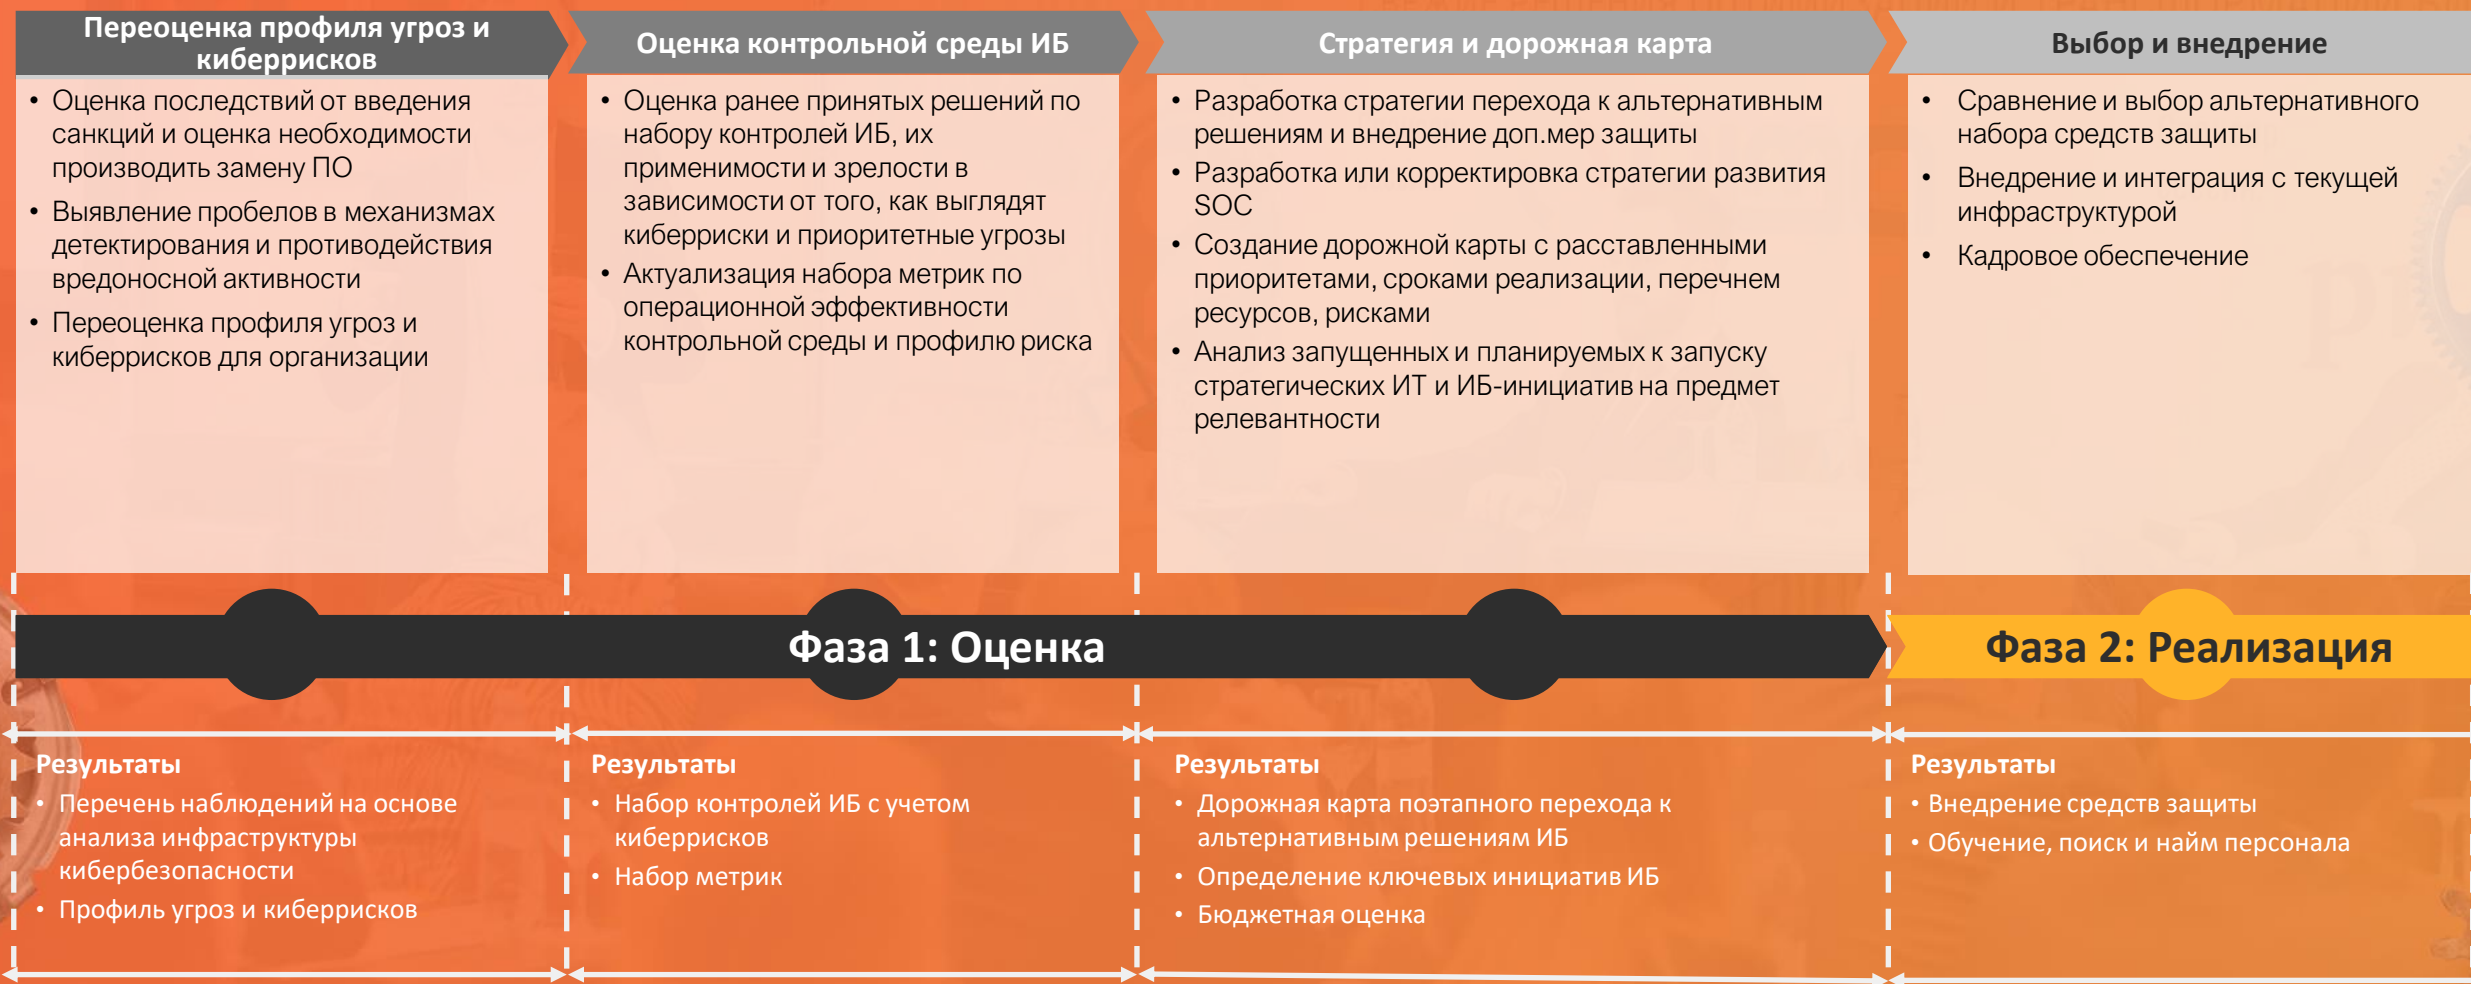 Переоценка профиля угроз и
киберрисков
• Оценка последствий от введения
санкций и оценка необходимости
производить замену ПО
• Выявление пробелов в механизмах
детектирования и противодействия
вредоносной активности
• Переоценка профиля угроз и
киберрисков для организации
Оценка контрольной среды ИБ
• Оценка ранее принятых решений по
набору контролей ИБ, их
применимости и зрелости в
зависимости от того, как выглядят
киберриски и приоритетные угрозы
• Актуализация набора метрик по
операционной эффективности
контрольной среды и профилю риска
Стратегия и дорожная карта
• Разработка стратегии перехода к альтернативным
решениям и внедрение доп.мер защиты
• Разработка или корректировка стратегии развития
SOC
• Создание дорожной карты с расставленными
приоритетами, сроками реализации, перечнем
ресурсов, рисками
• Анализ запущенных и планируемых к запуску
стратегических ИТ и ИБ-инициатив на предмет
релевантности
Выбор и внедрение
• Сравнение и выбор альтернативного
набора средств защиты
• Внедрение и интеграция с текущей
инфраструктурой
• Кадровое обеспечение
Фаза 1: Оценка
Фаза 2: Реализация
Результаты
• Перечень наблюдений на основе
анализа инфраструктуры
кибербезопасности
• Профиль угроз и киберрисков
Результаты
• Набор контролей ИБ с учетом
киберрисков
• Набор метрик
Результаты
• Дорожная карта поэтапного перехода к
альтернативным решениям ИБ
• Определение ключевых инициатив ИБ
• Бюджетная оценка
Результаты
• Внедрение средств защиты
• Обучение, поиск и найм персонала